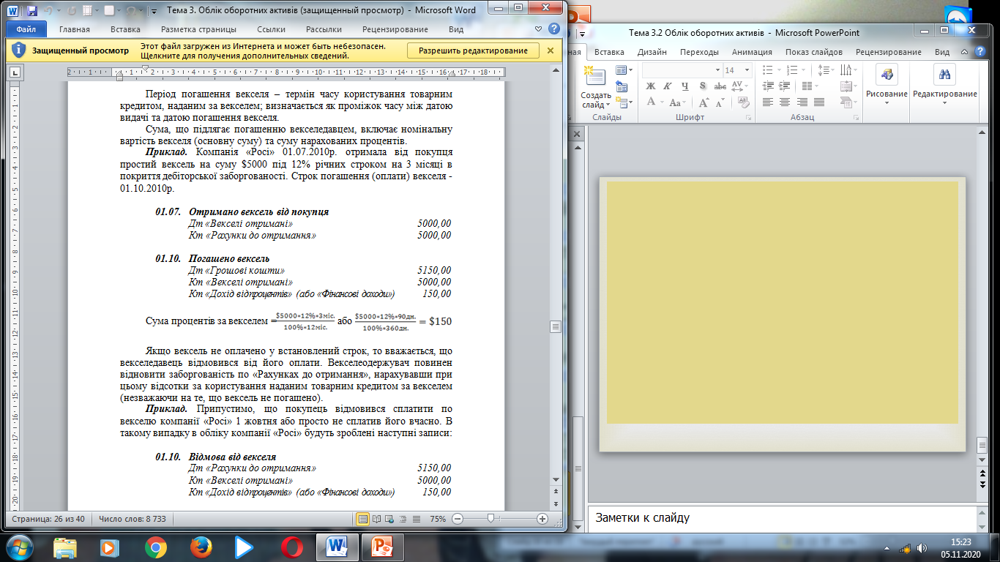 Тема 3. Облік оборотних активів (защищенный просмотр) - Microsoft Word
Файл Главная Вставка Разметка страницы Ссылки Рассылки Рецензирование Вид
Защищенный просмотр Этот файл загружен из Интернета и может быть небезопасен.
Щелкните для получения дополнительных сведений.
Разрешить редактирование
Період погашення векселя – термін часу користування товарним
кредитом, наданим за векселем; визначається як проміжок часу між датою
видачі та датою погашення векселя.
Сума, що підлягає погашенню векселедавцем, включає номінальну
вартість векселя (основну суму) та суму нарахованих процентів.
Приклад. Компанія «Росі» 01.07.2010р. отримала від покупця
простий вексель на суму $5000 під 12% річних строком на 3 місяці в
покриття дебіторської заборгованості. Строк погашення (оплати) векселя -
01.10.2010р.
01.07. Отримано вексель від покупця
Дт «Векселі отримані» 5000,00
Кт «Рахунки до отримання» 5000,00
01.10. Погашено вексель
Дт «Грошові кошти» 5150,00
Кт «Векселі отримані» 5000,00
Кт «Дохід відпроцентів» (або «Фінансові доходи») 150,00
Сума процентів за векселем = $5000*12%*3міс. / 100%*12міс. або $5000*12%*90дн. / 100%*360дн. = $150
Якщо вексель не оплачено у встановлений строк, то вважається, що
векселедавець відмовився від його оплати. Векселеодержувач повинен
відновити заборгованість по «Рахунках до отримання», нарахувавши при
цьому відсотки за користування наданим товарним кредитом за векселем
(незважаючи на те, що вексель не погашено).
Приклад. Припустимо, що покупець відмовився сплатити по
векселю компанії «Росі» 1 жовтня або просто не сплатив його вчасно. В
такому випадку в обліку компанії «Росі» будуть зроблені наступні записи:
01.10. Відмова від векселя
Дт «Рахунки до отримання» 5150,00
Кт «Векселі отримані» 5000,00
Кт «Дохід відпроцентів» (або «Фінансові доходи») 150,00
Страница: 26 из 40 Число слов: 8 733 75%
Тема 3.2 Облік оборотних активів - Microsoft PowerPoint
ная Вставка Дизайн Переходы Анимация Показ слайдов Рецензирование Вид
14
Создать
слайд
Ж К Ч S abc AV
Aa A A
Рисование Редактирование
Слайды Шрифт Абзац
Заметки к слайду
15:23
05.11.2020